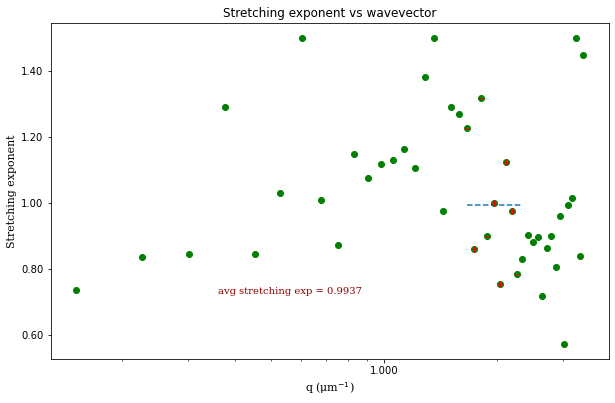 Stretching exponent vs wavevector
Stretching exponent
1.40
1.20
1.00
0.80
0.60
avg stretching exp = 0.9937
1.000
q (μm⁻¹)